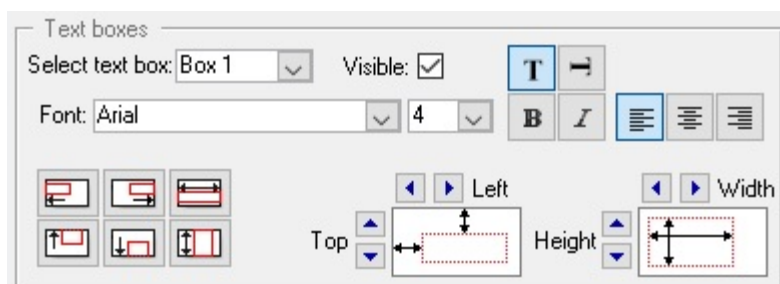 Text boxes
Select text box: Box 1 Visible:
T T
Font: Arial 4 B I
Left Width
Top Height